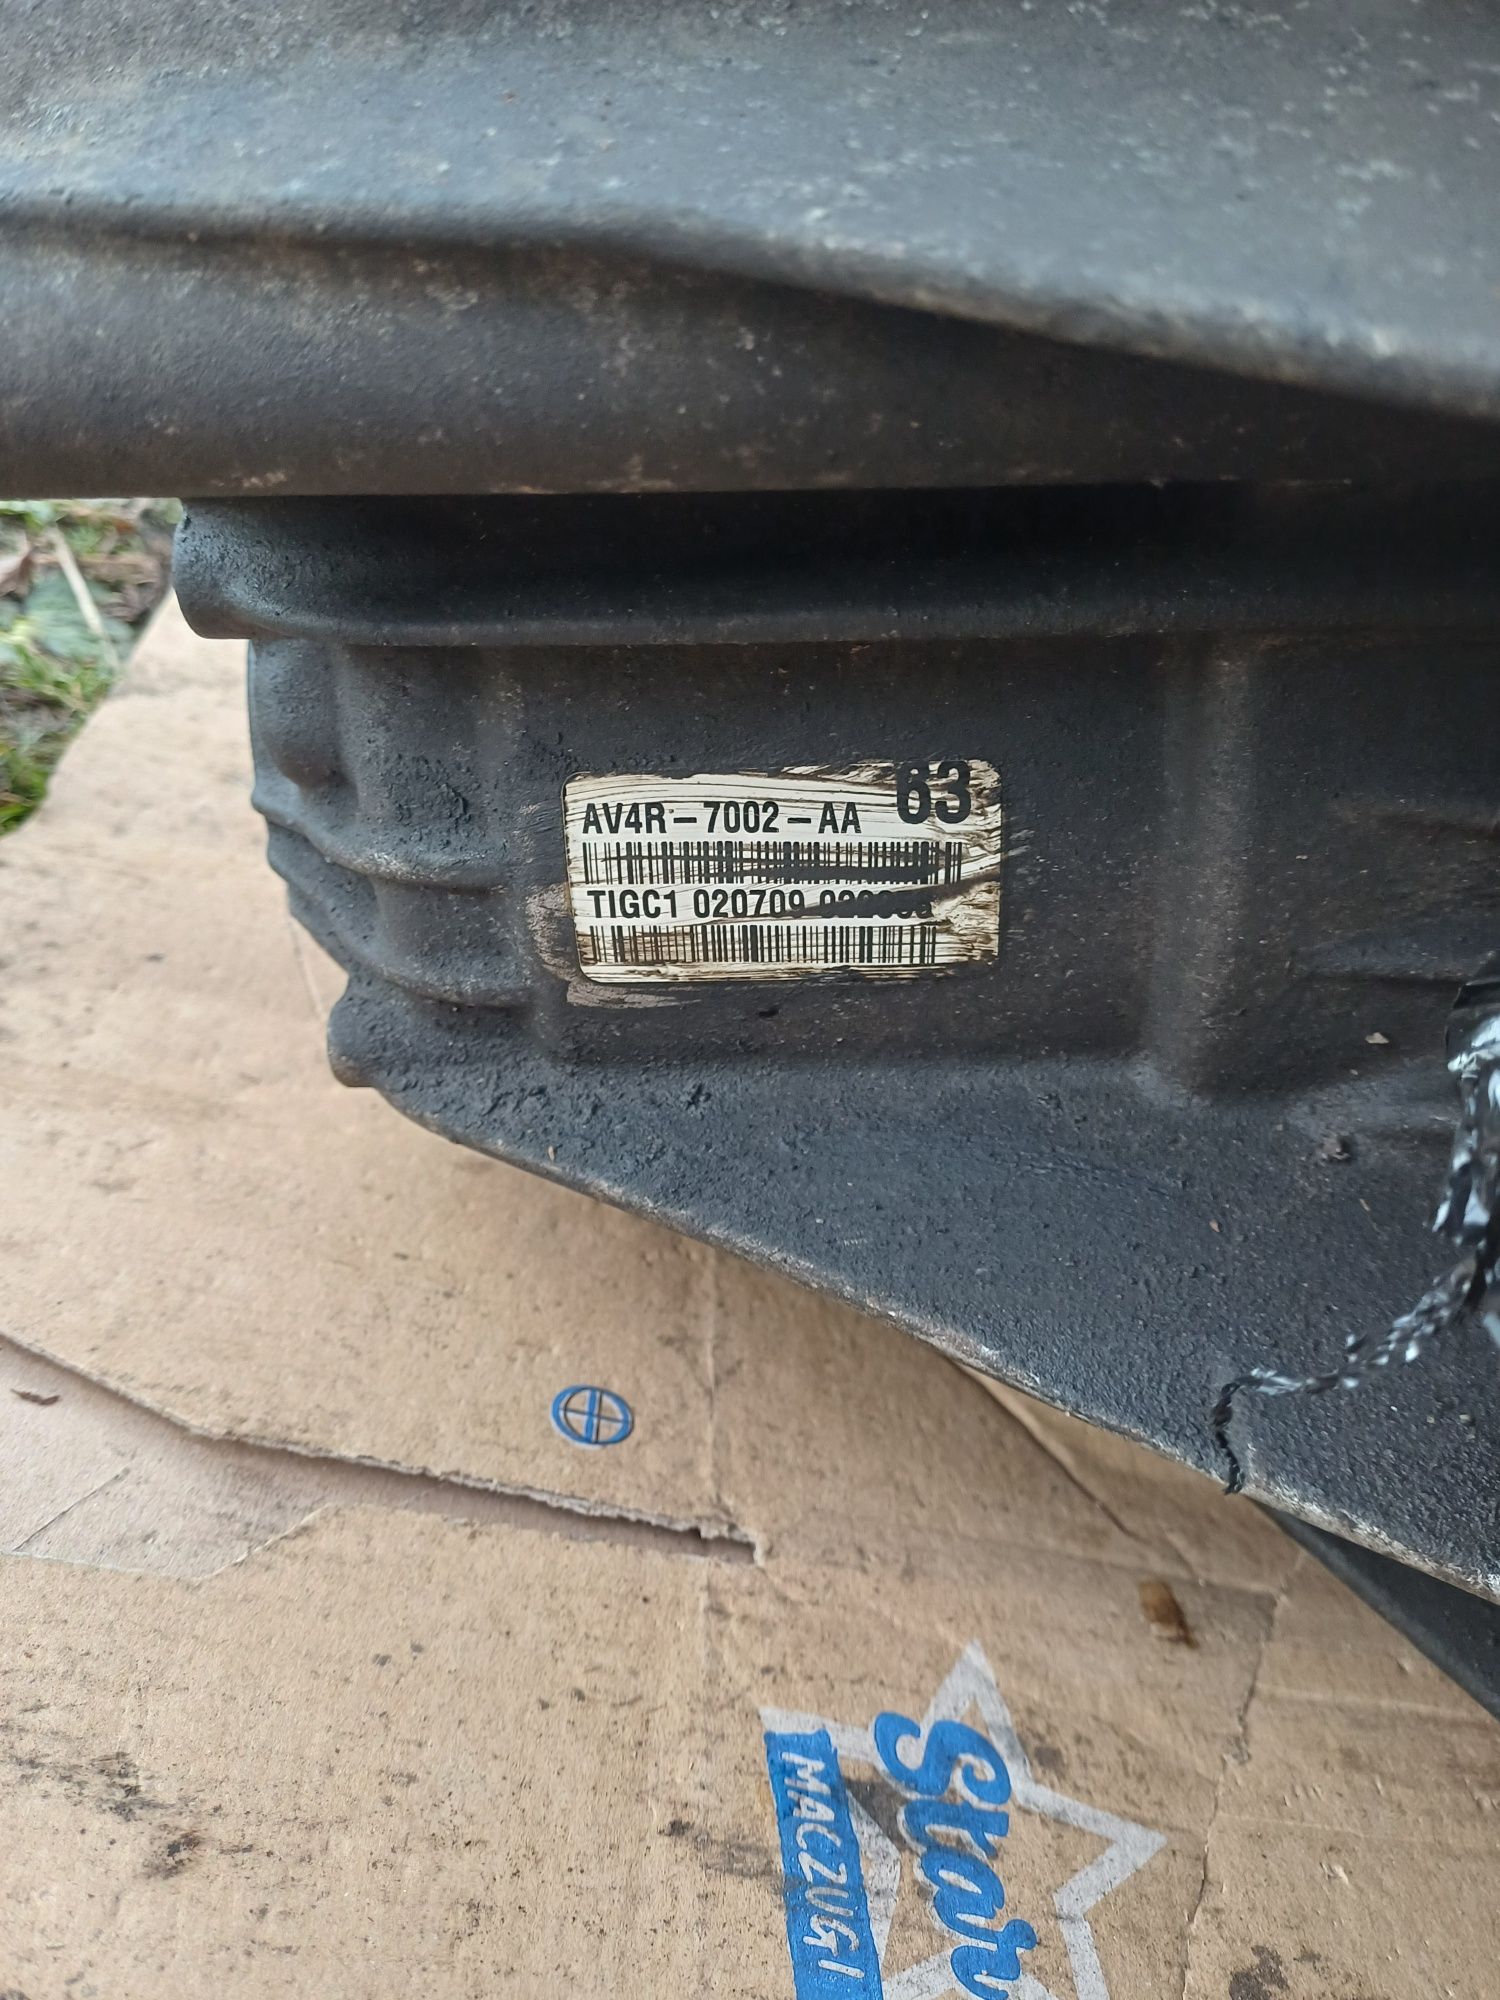 63
AV4R-7002-AA
TIGC1 020709
Star
MACZUGI